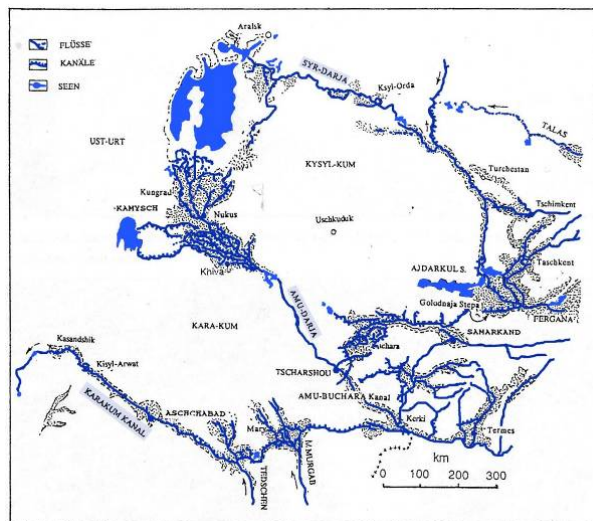 Aralsk
FLÜSSE
KANÄLE
SEEN
SYR-DARJA
Ksyl-Orda
TALAS
UST-URT
KYSYL-KUM
Turchestan
Kungrad
Tschimkent
-KAMYSCH
Nukus
Uschkuduk
Taschkent
Khiva
AJDARKUL S.
AMU-DARJA
Golodnaja Stepa
FERGANA
KARA-KUM
SAMARKAND
Kasandshik
Kisyl-Arwat
TSCHARSHOU
KARAKUM KANAL
ASCHCHABAD
AMU-BUCHARA Kanal
Mary
Kerki
Termes
TEDSCHEN
M.MURGAB
km
0 100 200 300